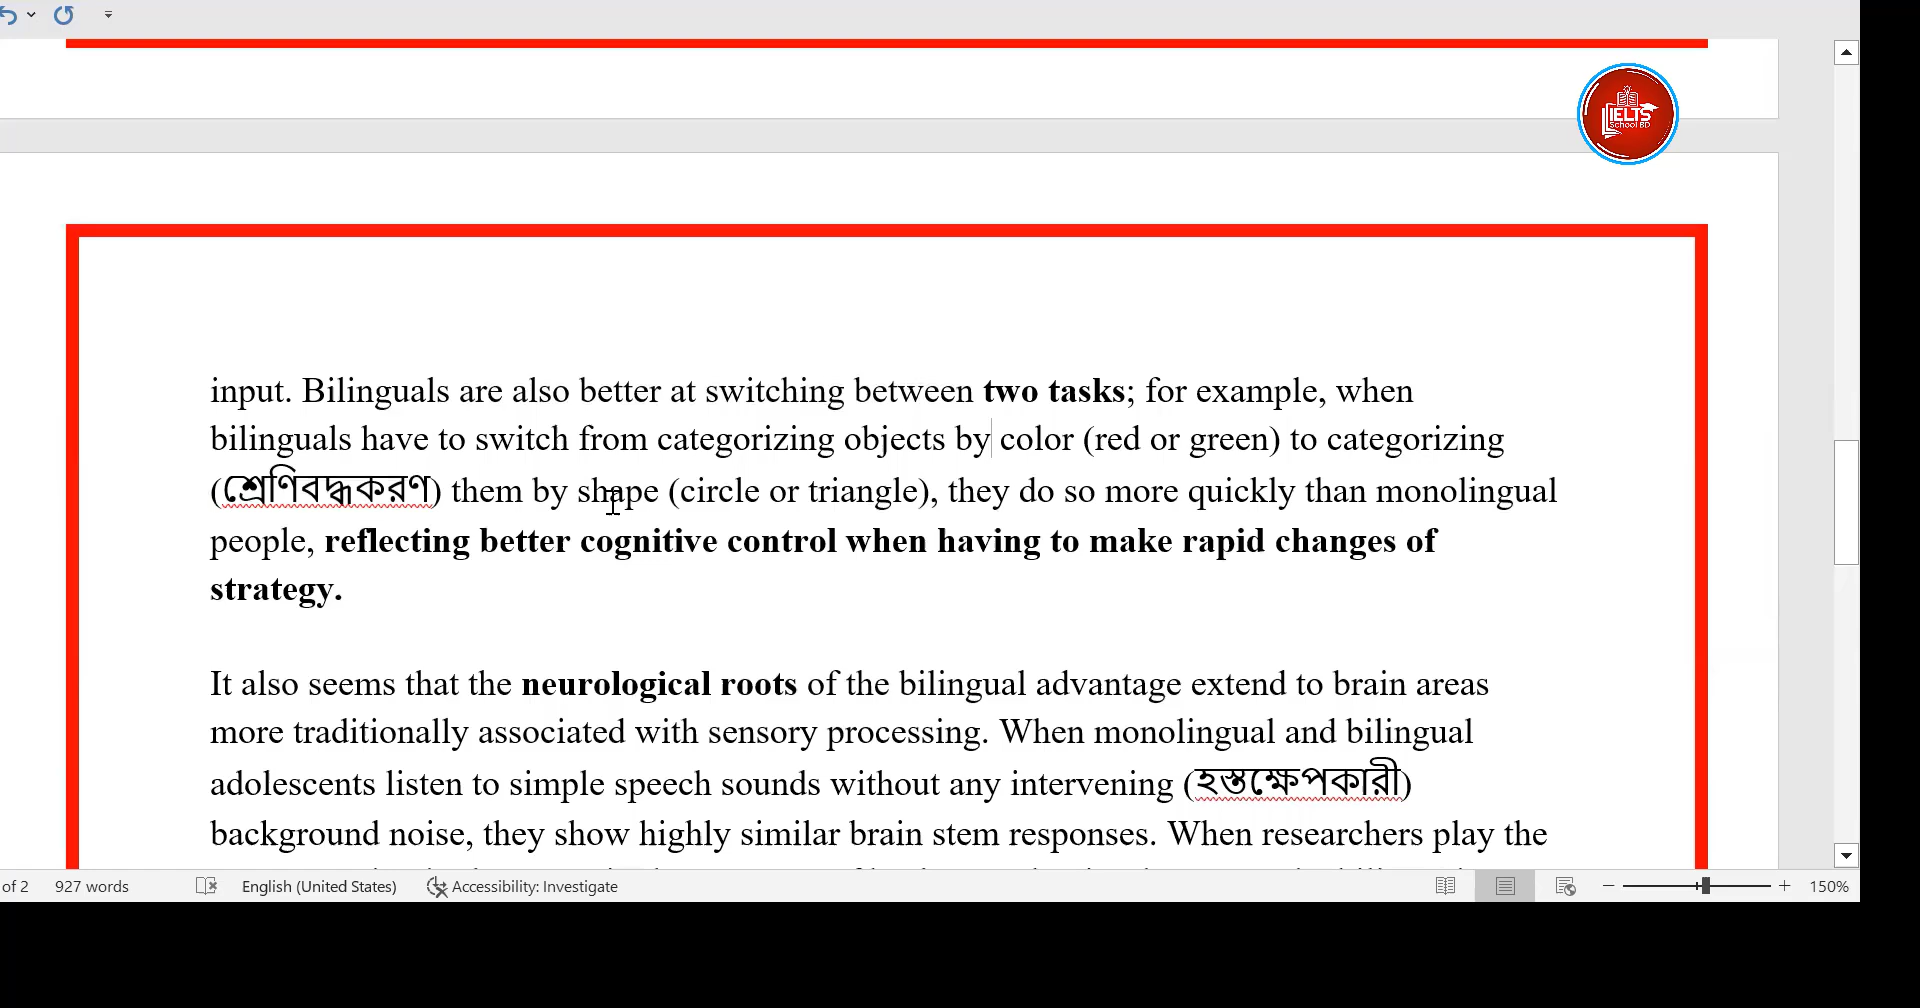 IELTS
School BD
input. Bilinguals are also better at switching between two tasks; for example, when
bilinguals have to switch from categorizing objects by color (red or green) to categorizing
(শ্রেণিবদ্ধকরণ) them by shape (circle or triangle), they do so more quickly than monolingual
people, reflecting better cognitive control when having to make rapid changes of
strategy.
It also seems that the neurological roots of the bilingual advantage extend to brain areas
more traditionally associated with sensory processing. When monolingual and bilingual
adolescents listen to simple speech sounds without any intervening (হস্তক্ষেপকারী)
background noise, they show highly similar brain stem responses. When researchers play the
of 2 927 words English (United States) Accessibility: Investigate 150%